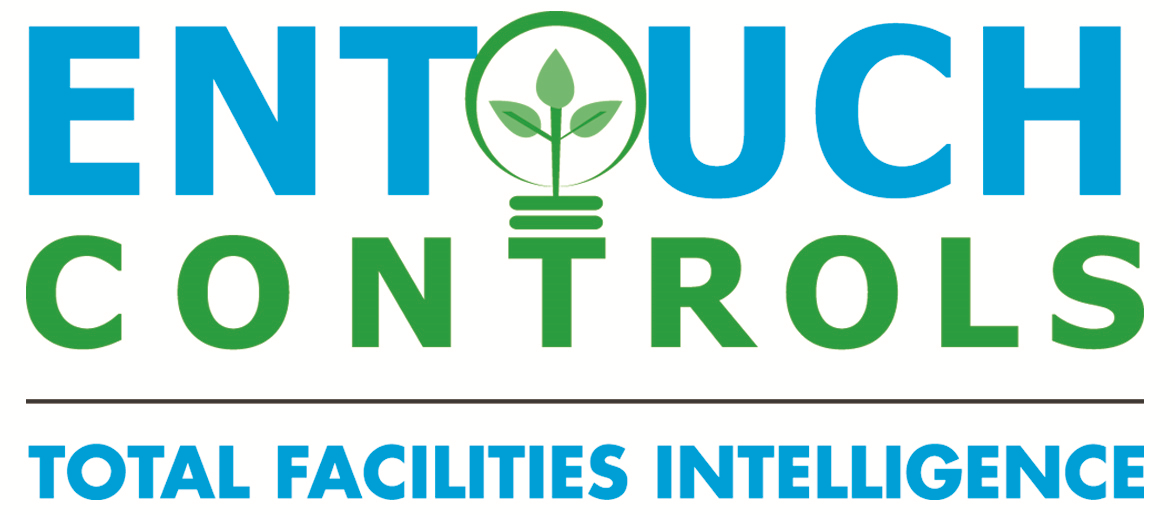 ENTOUCH
CONTROLS
TOTAL FACILITIES INTELLIGENCE